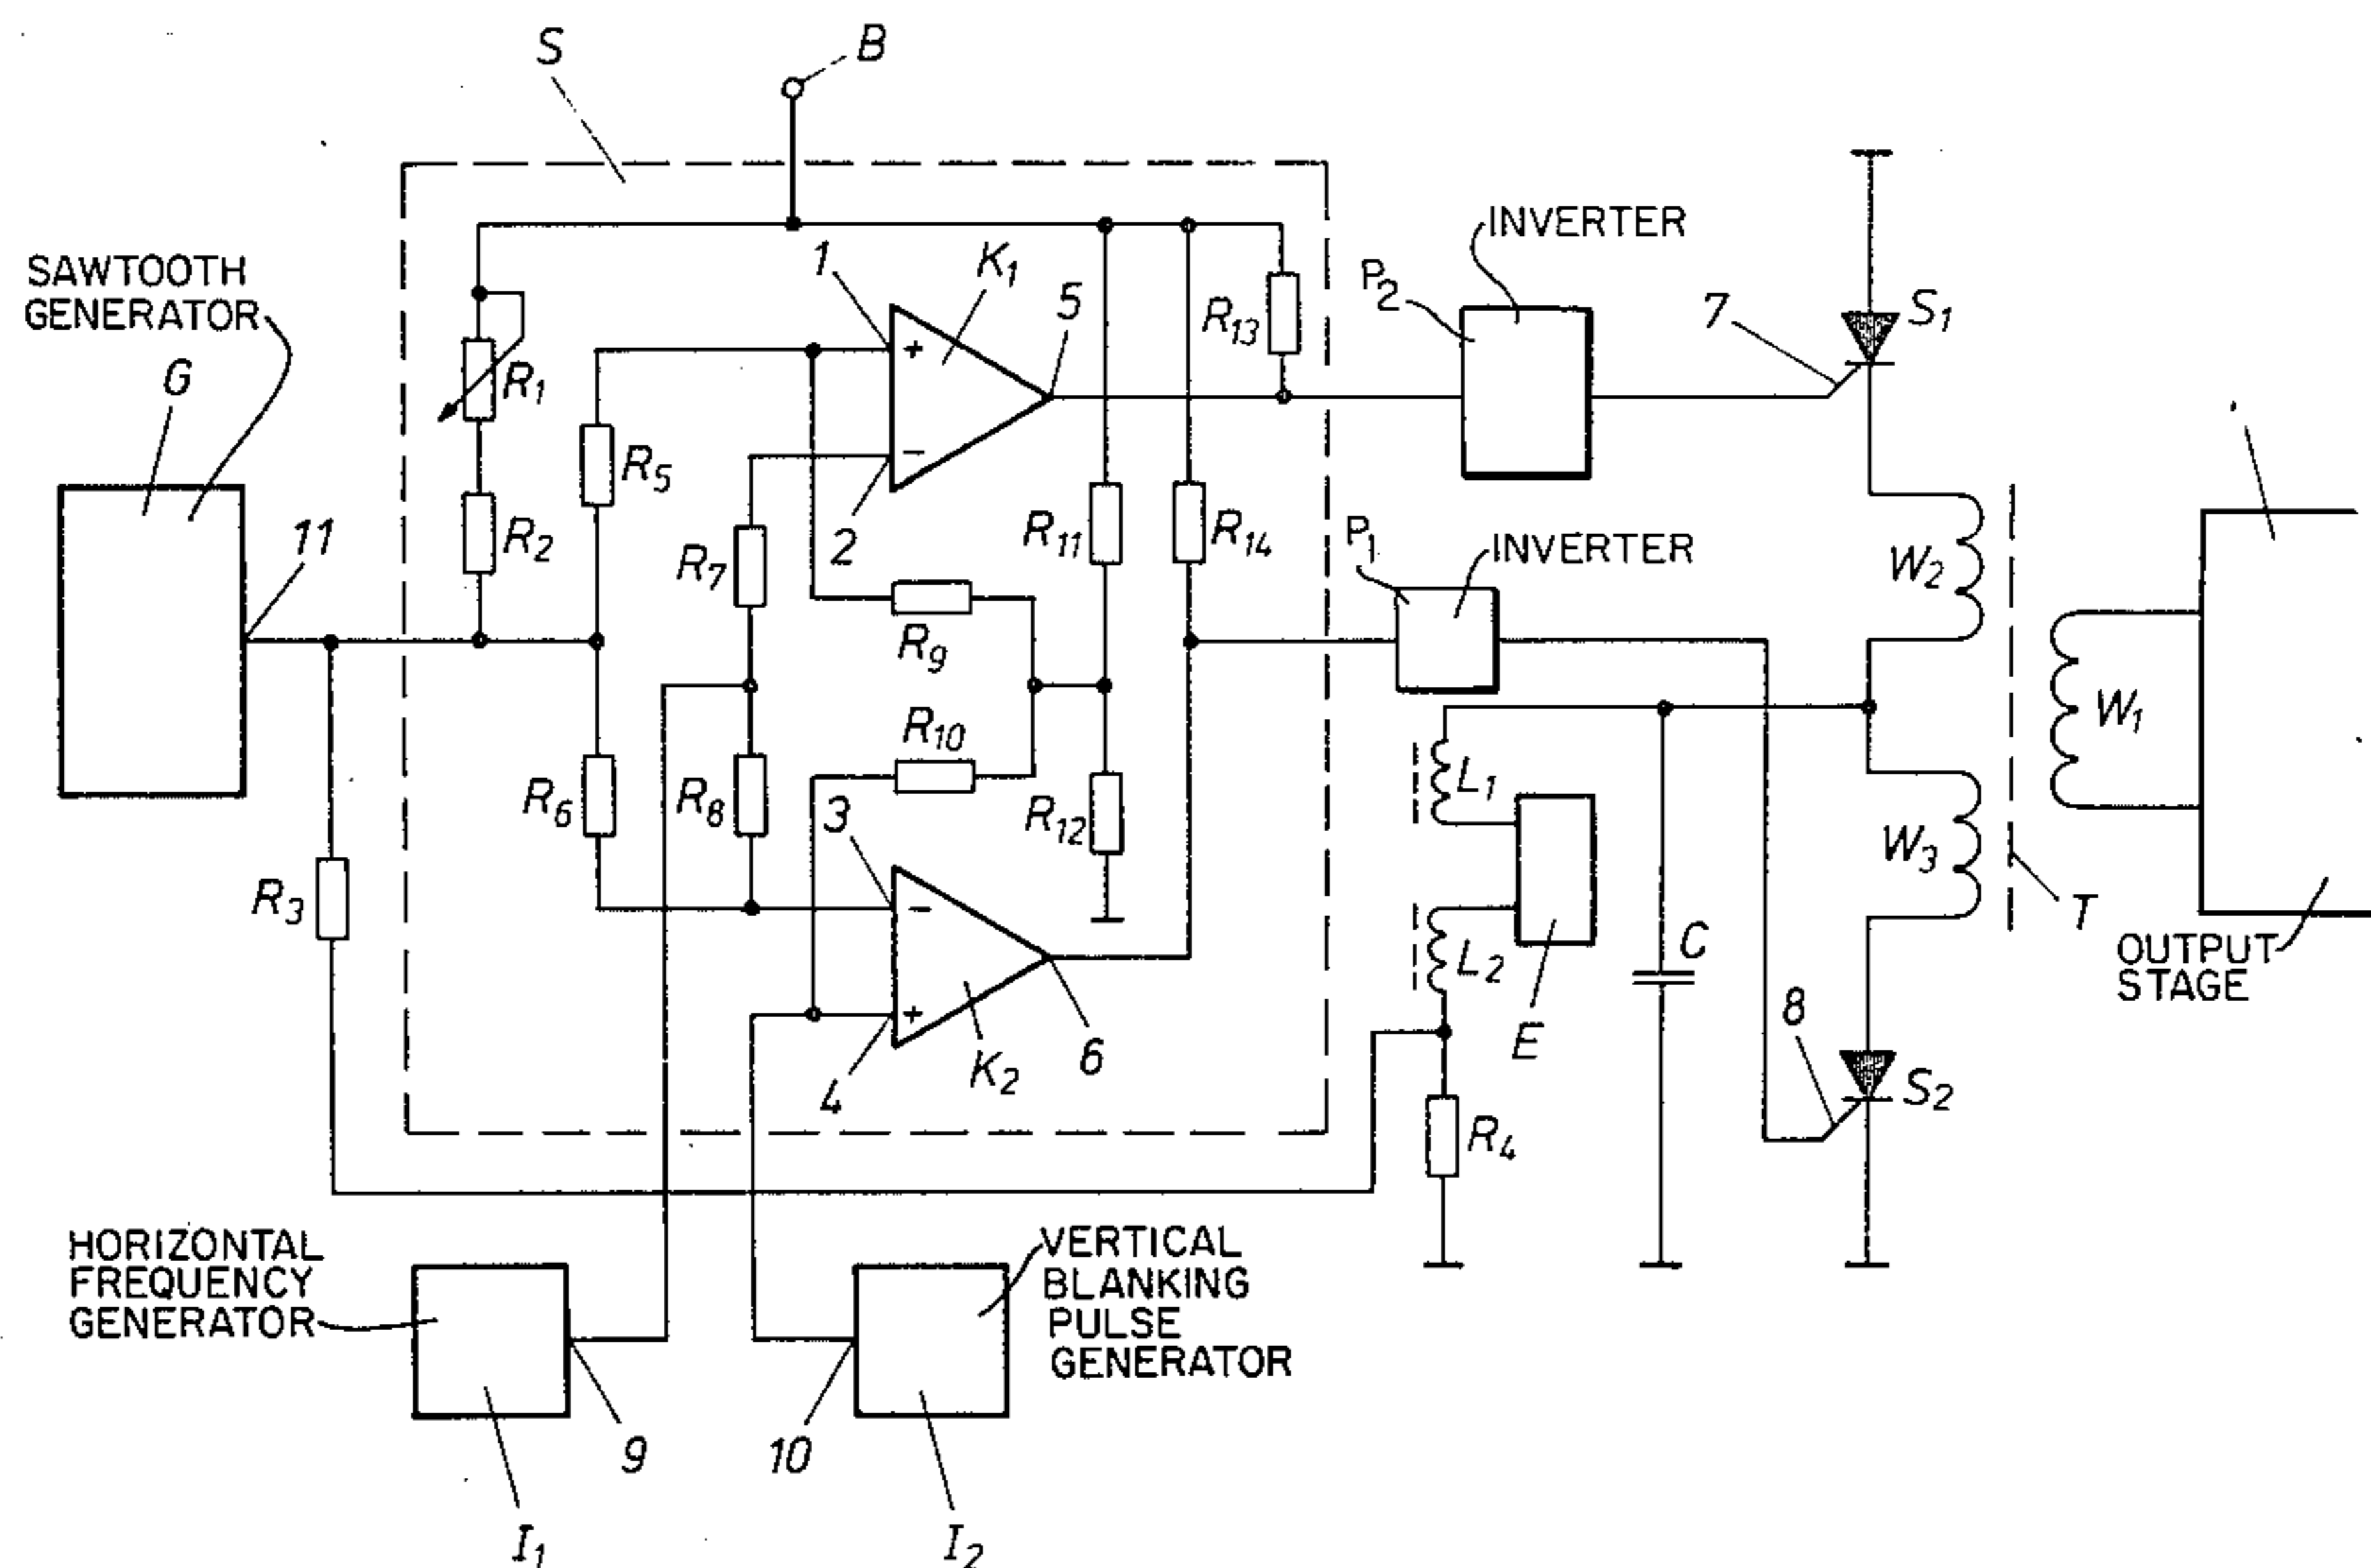 S
B
INVERTER
SAWTOOTH
GENERATOR
G
1
K1
5
R13
P2
7
S1
R1
+
R5
−
11
R2
2
R7
R11
R14
P1
INVERTER
W2
R9
W1
R10
L1
R6
R8
3
R12
W3
R3
−
T
L2
C
OUTPUT
STAGE
+
4
K2
6
E
8
S2
R4
HORIZONTAL
FREQUENCY
GENERATOR
VERTICAL
BLANKING
PULSE
GENERATOR
9
10
I1
I2